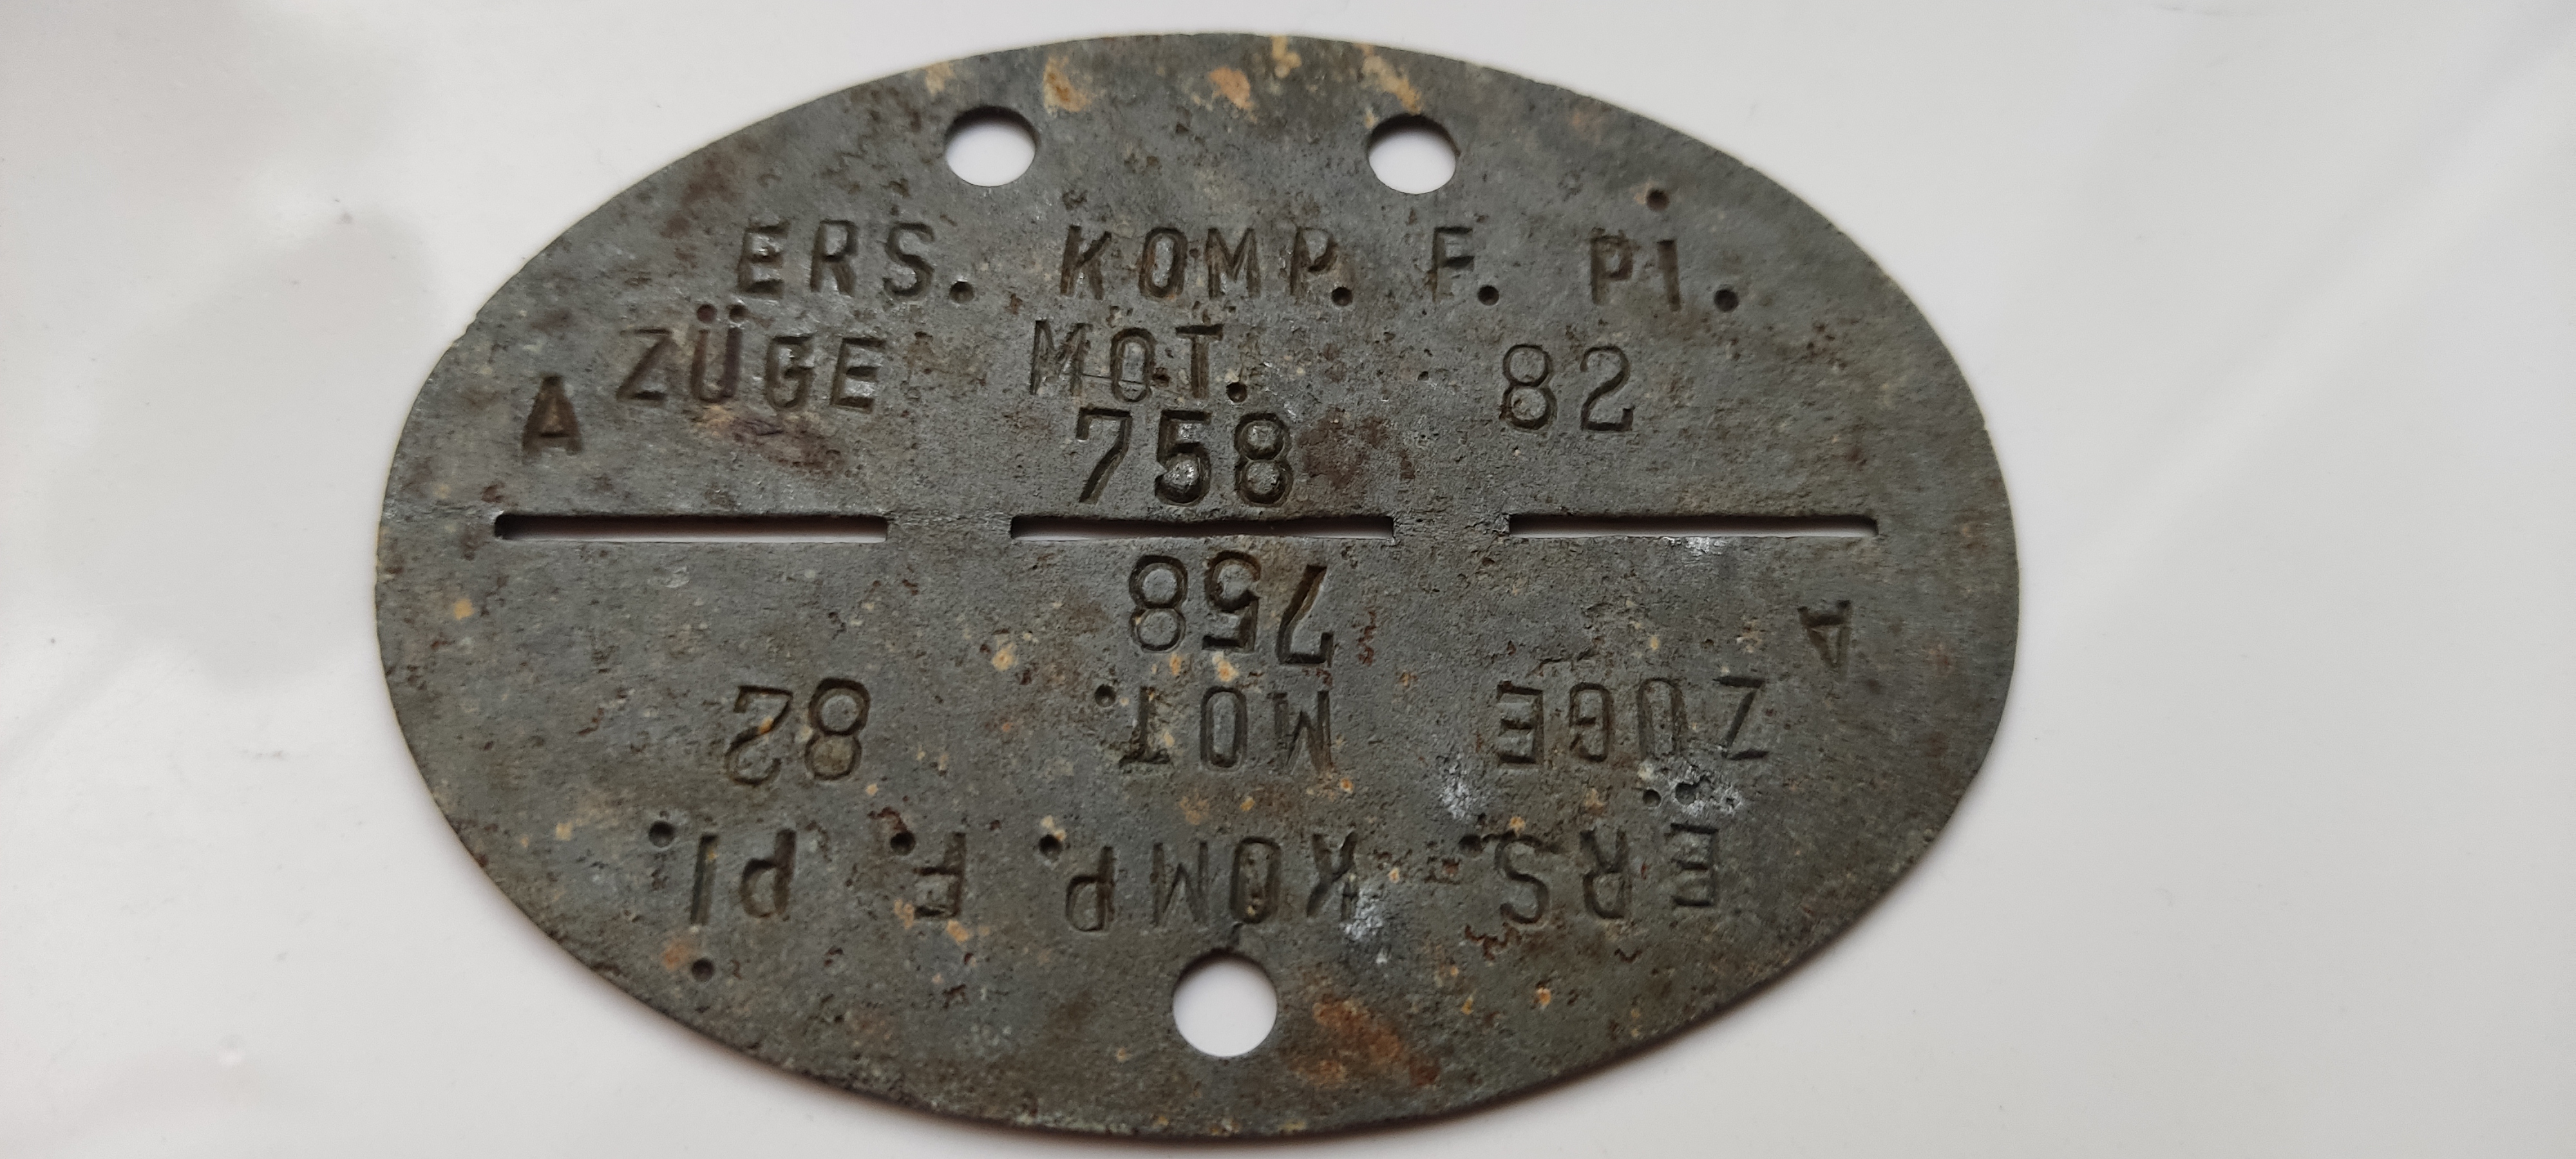 ERS. KOMP. F. Pi.
ZÜGE MOT. 82
A
758
758
A
ZÜGE MOT. 82
ERS. KOMP. F. Pi.